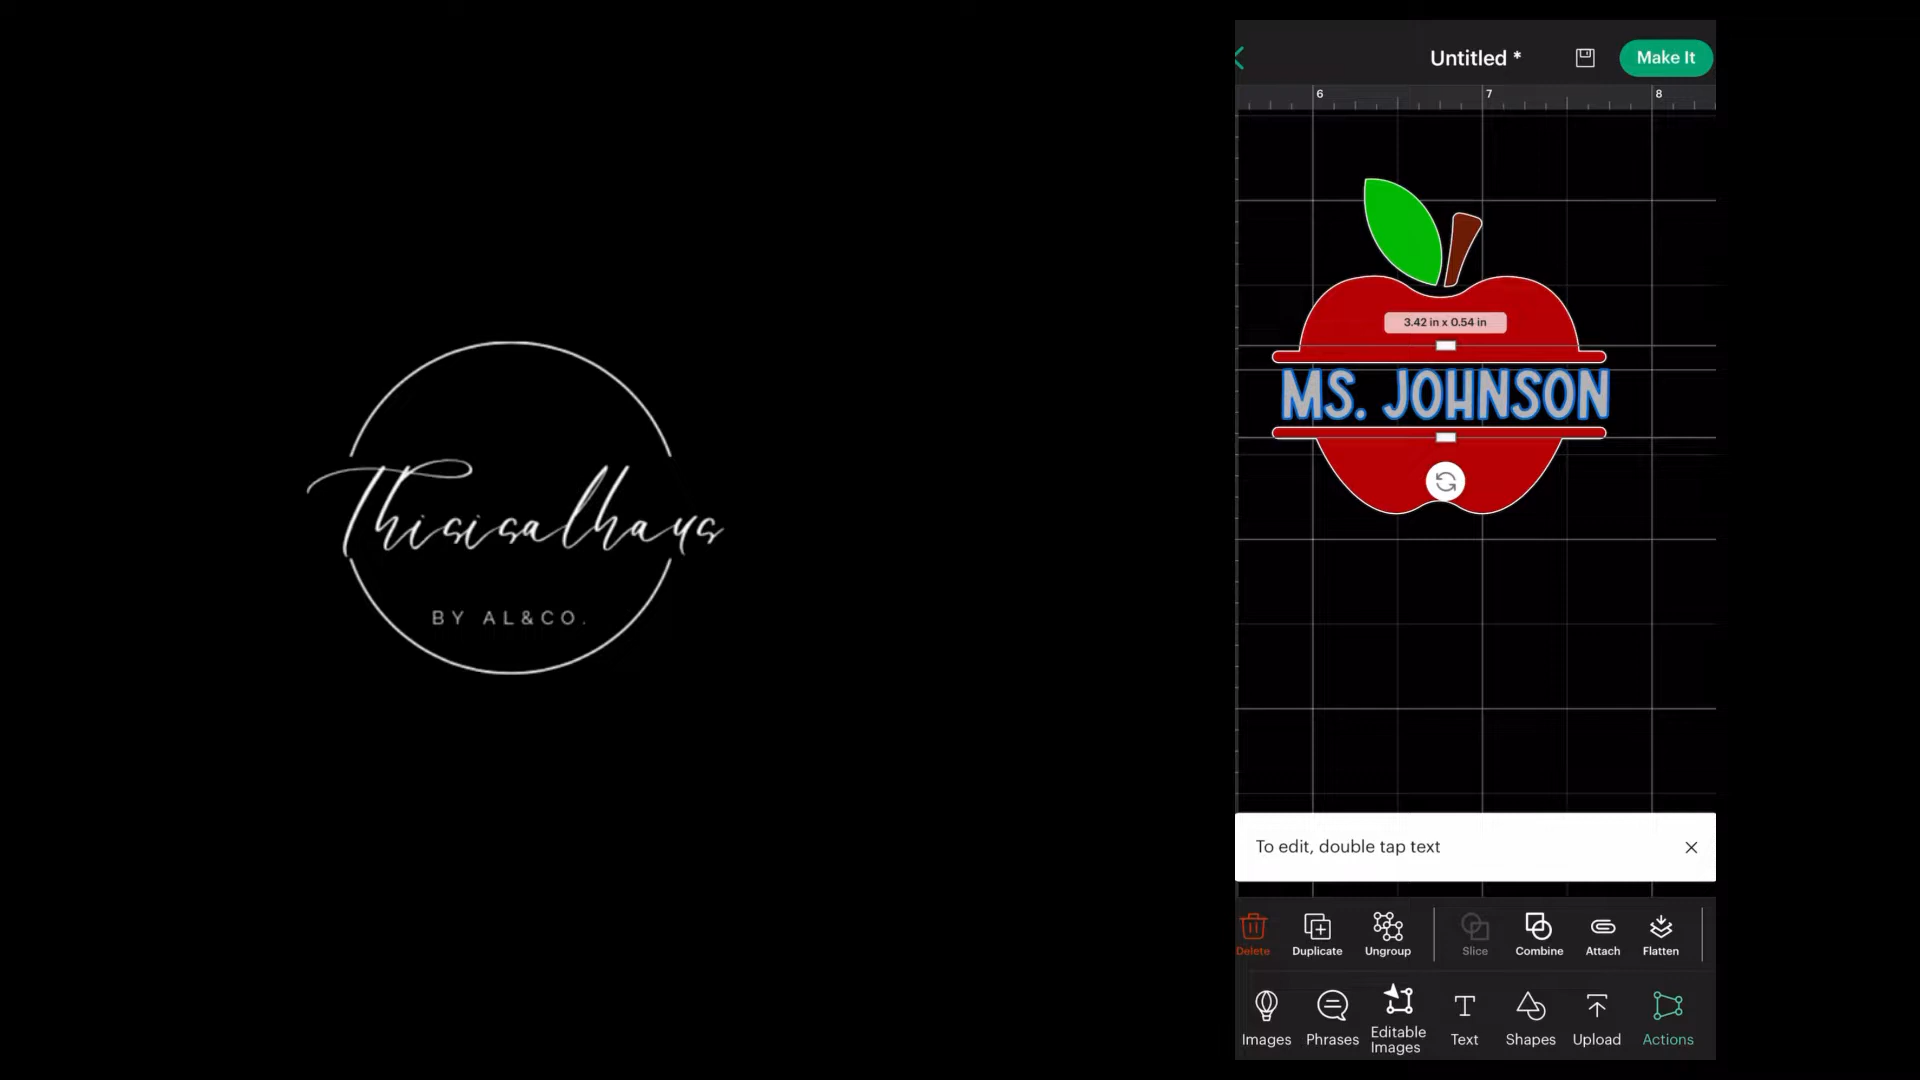 Thisisalhaus
BY AL&CO.
Untitled *
Make It
6 7 8
3.42 in x 0.54 in
MS. JOHNSON
To edit, double tap text
Delete Duplicate Ungroup Slice Combine Attach Flatten
Images Phrases Editable Images Text Shapes Upload Actions